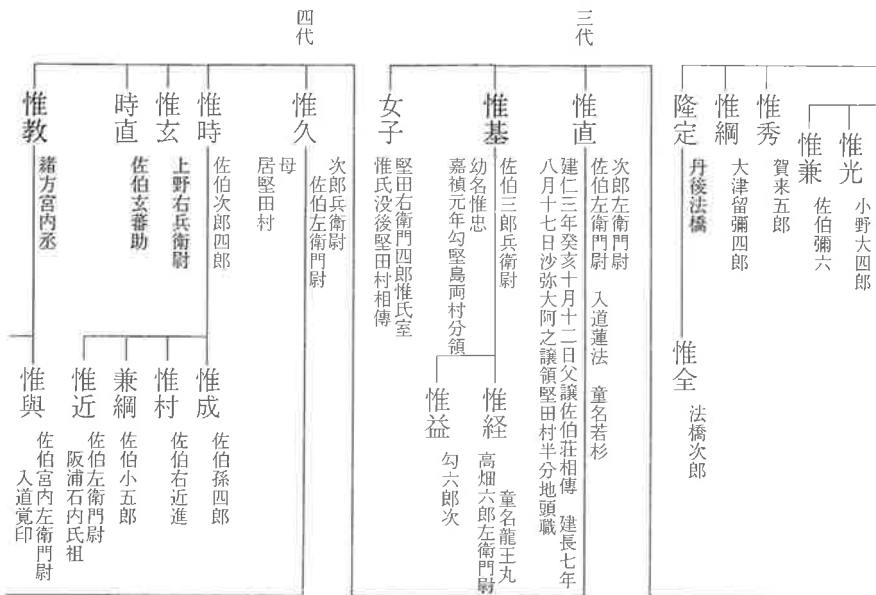 惟光
小野大四郎
惟兼
佐伯彌六
惟秀
賀来五郎
惟綱
大津留彌四郎
隆定
丹後法橋
惟全
法橋次郎
三代
惟直
次郎左衛門尉
佐伯左衛門尉 入道蓮法 童名若杉
建仁三年癸亥十月十二日父譲佐伯荘相傳 建長七年
八月十七日沙弥大阿之譲領堅田村半分地頭職
惟基
佐伯三郎兵衛尉
幼名惟忠
嘉禎元年勾堅島両村分領
惟経
童名龍王丸
高畑六郎左衛門尉
惟益
勾六郎次
女子
堅田右衛門四郎惟氏室
惟氏没後堅田村相傳
四代
惟久
次郎兵衛尉
佐伯左衛門尉
母
居堅田村
惟時
佐伯次郎四郎
惟成
佐伯孫四郎
惟村
佐伯右近進
兼綱
佐伯小五郎
惟近
佐伯左衛門尉
阪浦石内氏祖
惟玄
上野右兵衛尉
時直
佐伯玄蕃助
惟教
緒方宮内丞
惟與
佐伯宮内左衛門尉
入道覚印